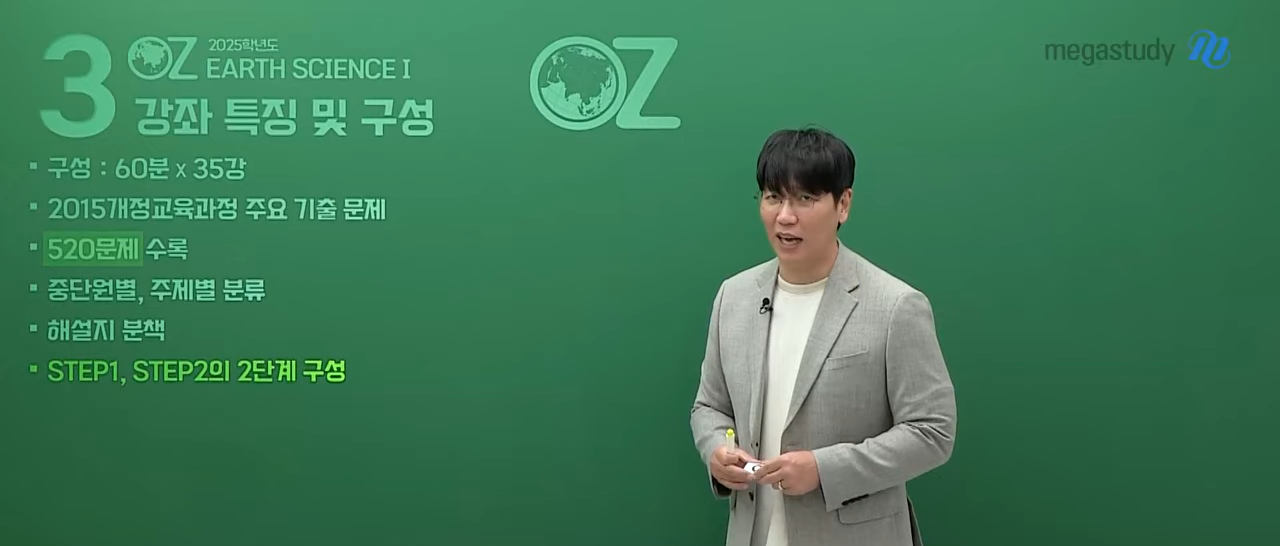 3
OZ 2025학년도
EARTH SCIENCE I
강좌 특징 및 구성
▪ 구성 : 60분 x 35강
▪ 2015개정교육과정 주요 기출 문제
▪ 520문제 수록
▪ 중단원별, 주제별 분류
▪ 해설지 분책
▪ STEP1, STEP2의 2단계 구성
OZ
megastudy